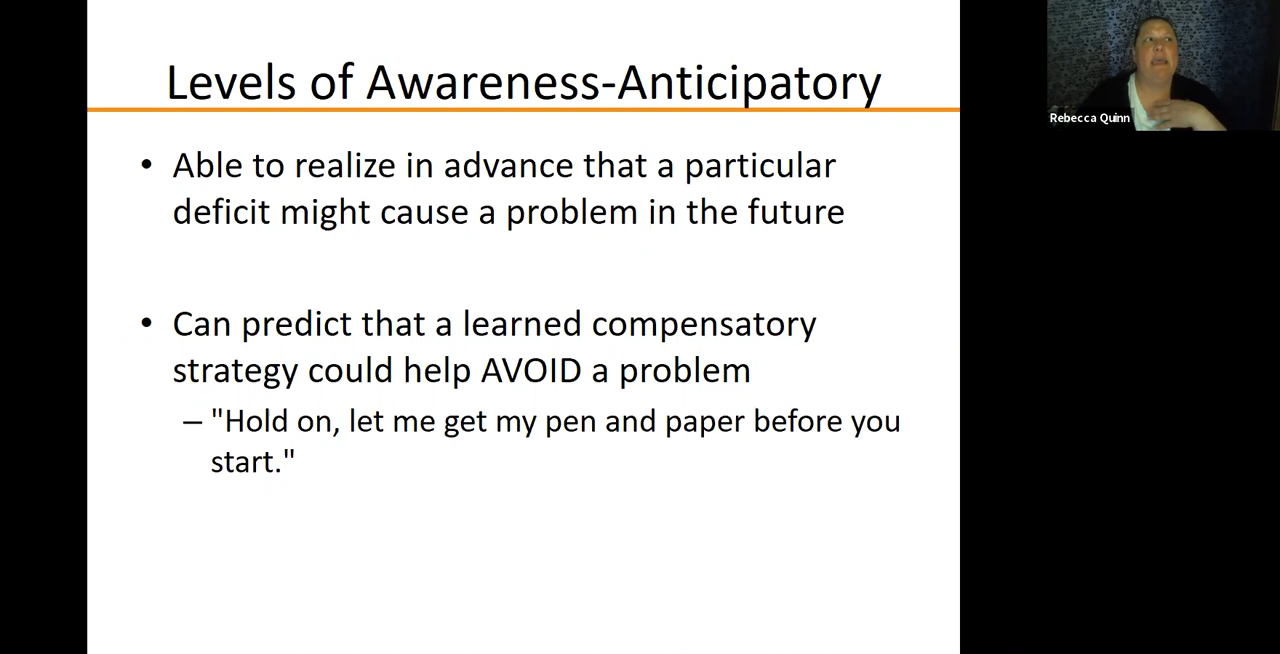 Levels of Awareness-Anticipatory
• Able to realize in advance that a particular
deficit might cause a problem in the future
• Can predict that a learned compensatory
strategy could help AVOID a problem
– "Hold on, let me get my pen and paper before you
start."
Rebecca Quinn